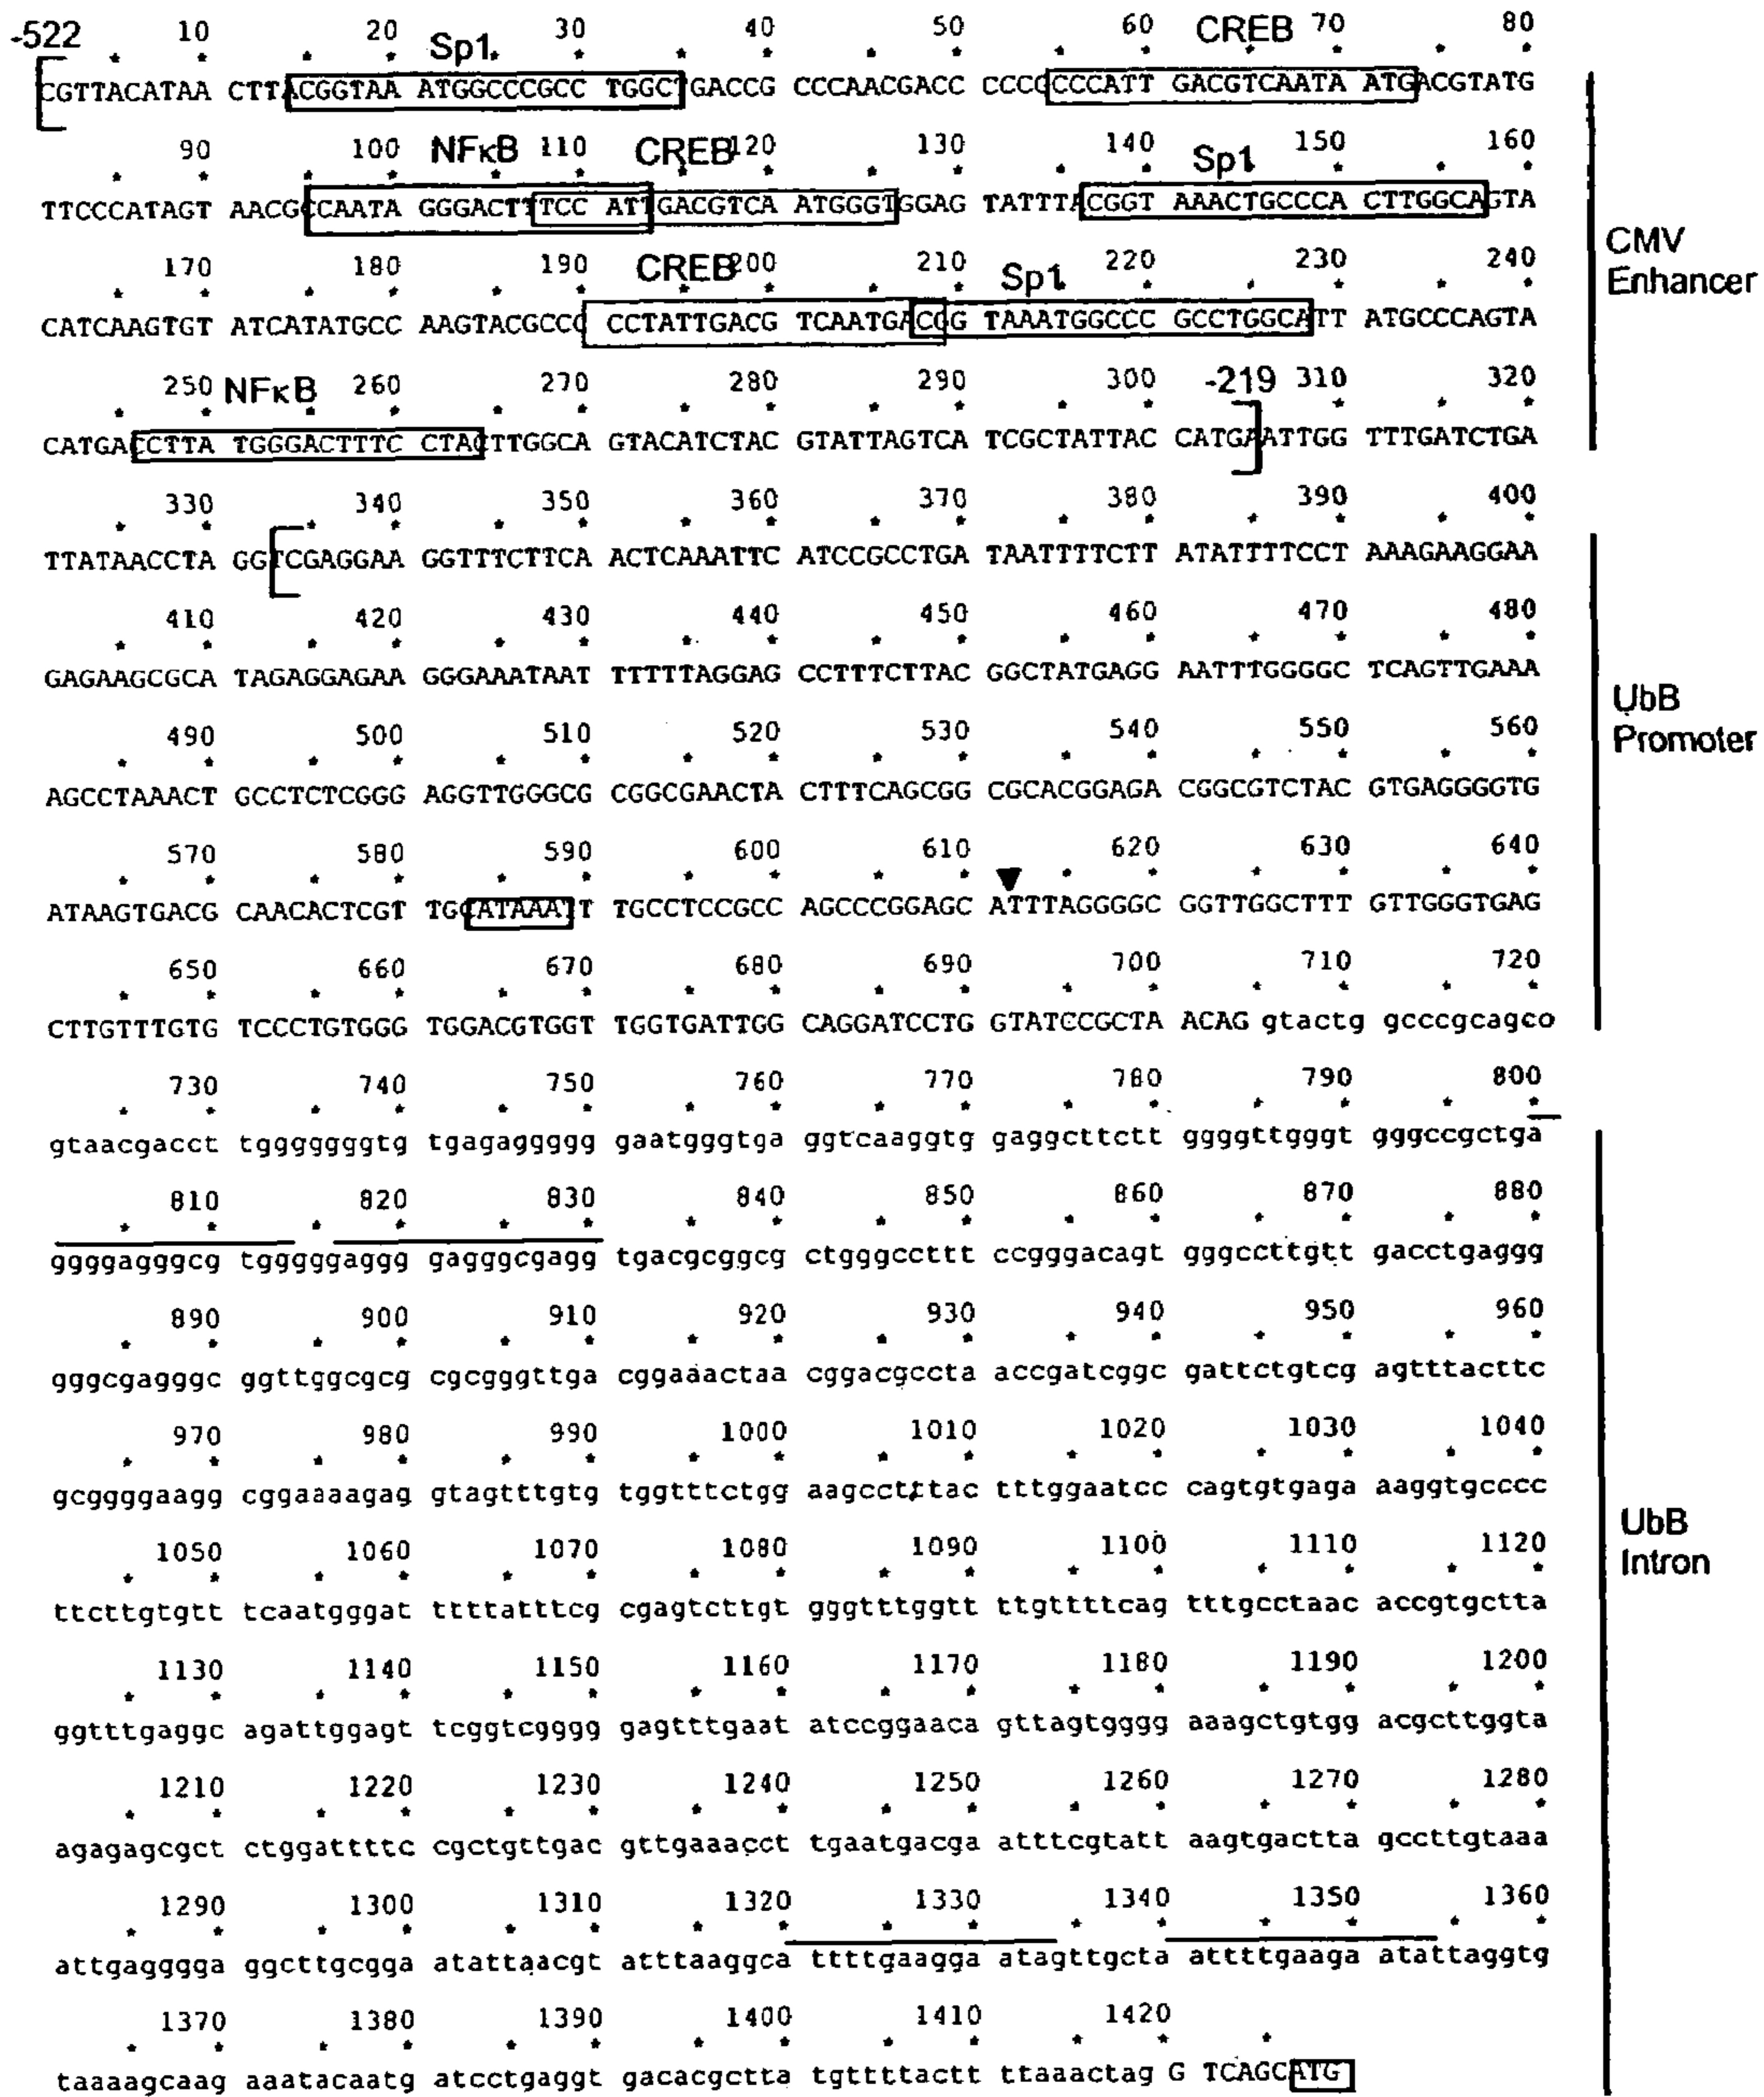 -522 10 20 Sp1 30 40 50 60 CREB 70 80
CGTTACATAA CTTACGGTAA ATGGCCCGCC TGGCTGACCG CCCAACGACC CCCGCCCATT GACGTCAATA ATGACGTATG
90 100 NFκB 110 CREB 120 130 140 Sp1 150 160
TTCCCATAGT AACGCCAATA GGGACTTTCC ATTGACGTCA ATGGGTGGAG TATTTACGGT AAACTGCCCA CTTGGCAGTA
CMV
Enhancer
170 180 190 CREB 200 210 Sp1 220 230 240
CATCAAGTGT ATCATATGCC AAGTACGCCC CCTATTGACG TCAATGACGG TAAATGGCCC GCCTGGCATT ATGCCCAGTA
250 NFκB 260 270 280 290 300 -219 310 320
CATGACCTTA TGGGACTTTC CTACTTGGCA GTACATCTAC GTATTAGTCA TCGCTATTAC CATGAATTGG TTTGATCTGA
330 340 350 360 370 380 390 400
TTATAACCTA GGTCGAGGAA GGTTTCTTCA ACTCAAATTC ATCCGCCTGA TAATTTTCTT ATATTTTCCT AAAGAAGGAA
410 420 430 440 450 460 470 480
GAGAAGCGCA TAGAGGAGAA GGGAAATAAT TTTTTAGGAG CCTTTCTTAC GGCTATGAGG AATTTGGGGC TCAGTTGAAA
UbB
Promoter
490 500 510 520 530 540 550 560
AGCCTAAACT GCCTCTCGGG AGGTTGGGCG CGGCGAACTA CTTTCAGCGG CGCACGGAGA CGGCGTCTAC GTGAGGGGTG
570 580 590 600 610 620 630 640
ATAAGTGACG CAACACTCGT TGCATAAATT TGCCTCCGCC AGCCCGGAGC ATTTAGGGGC GGTTGGCTTT GTTGGGTGAG
650 660 670 680 690 700 710 720
CTTGTTTGTG TCCCTGTGGG TGGACGTGGT TGGTGATTGG CAGGATCCTG GTATCCGCTA ACAG gtactg gcccgcagco
730 740 750 760 770 780 790 800
gtaacgacct tgggggggtg tgagaggggg gaatgggtga ggtcaaggtg gaggcttctt ggggttgggt gggccgctga
810 820 830 840 850 860 870 880
ggggagggcg tgggggaggg gagggcgagg tgacgcggcg ctgggccttt ccgggacagt gggccttgtt gacctgaggg
890 900 910 920 930 940 950 960
gggcgagggc ggttggcgcg cgcgggttga cggaaactaa cggacgccta accgatcggc gattctgtcg agtttacttc
970 980 990 1000 1010 1020 1030 1040
gcggggaagg cggaaaagag gtagtttgtg tggtttctgg aagcctttac tttggaatcc cagtgtgaga aaggtgcccc
UbB
Intron
1050 1060 1070 1080 1090 1100 1110 1120
ttcttgtgtt tcaatgggat ttttatttcg cgagtcttgt gggtttggtt ttgttttcag tttgcctaac accgtgctta
1130 1140 1150 1160 1170 1180 1190 1200
ggtttgaggc agattggagt tcggtcgggg gagtttgaat atccggaaca gttagtgggg aaagctgtgg acgcttggta
1210 1220 1230 1240 1250 1260 1270 1280
agagagcgct ctggattttc cgctgttgac gttgaaacct tgaatgacga atttcgtatt aagtgactta gccttgtaaa
1290 1300 1310 1320 1330 1340 1350 1360
attgagggga ggcttgcgga atattaacgt atttaaggca ttttgaagga atagttgcta attttgaaga atattaggtg
1370 1380 1390 1400 1410 1420
taaaagcaag aaatacaatg atcctgaggt gacacgctta tgttttactt ttaaactag G TCAGCATG